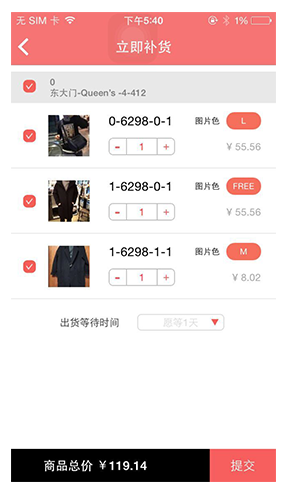 无 SIM 卡 下午5:40 1%
立即补货
0
东大门-Queen's -4-412
0-6298-0-1 图片色 L
- 1 + ¥ 55.56
1-6298-0-1 图片色 FREE
- 1 + ¥ 55.56
1-6298-1-1 图片色 M
- 1 + ¥ 8.02
出货等待时间 愿等1天
商品总价 ¥119.14 提交